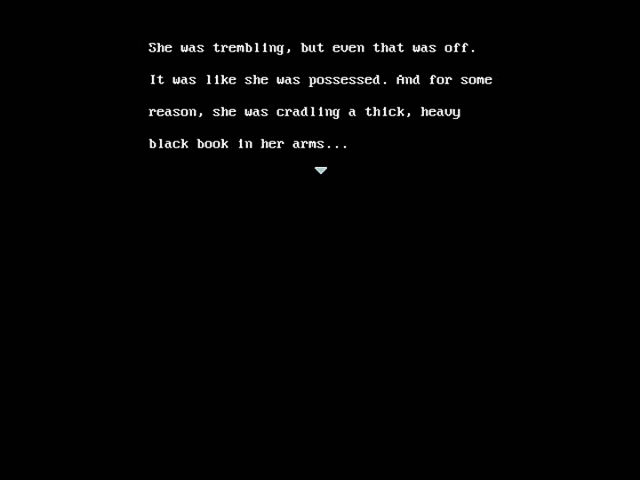 She was trembling, but even that was off.
It was like she was possessed. And for some
reason, she was cradling a thick, heavy
black book in her arms...